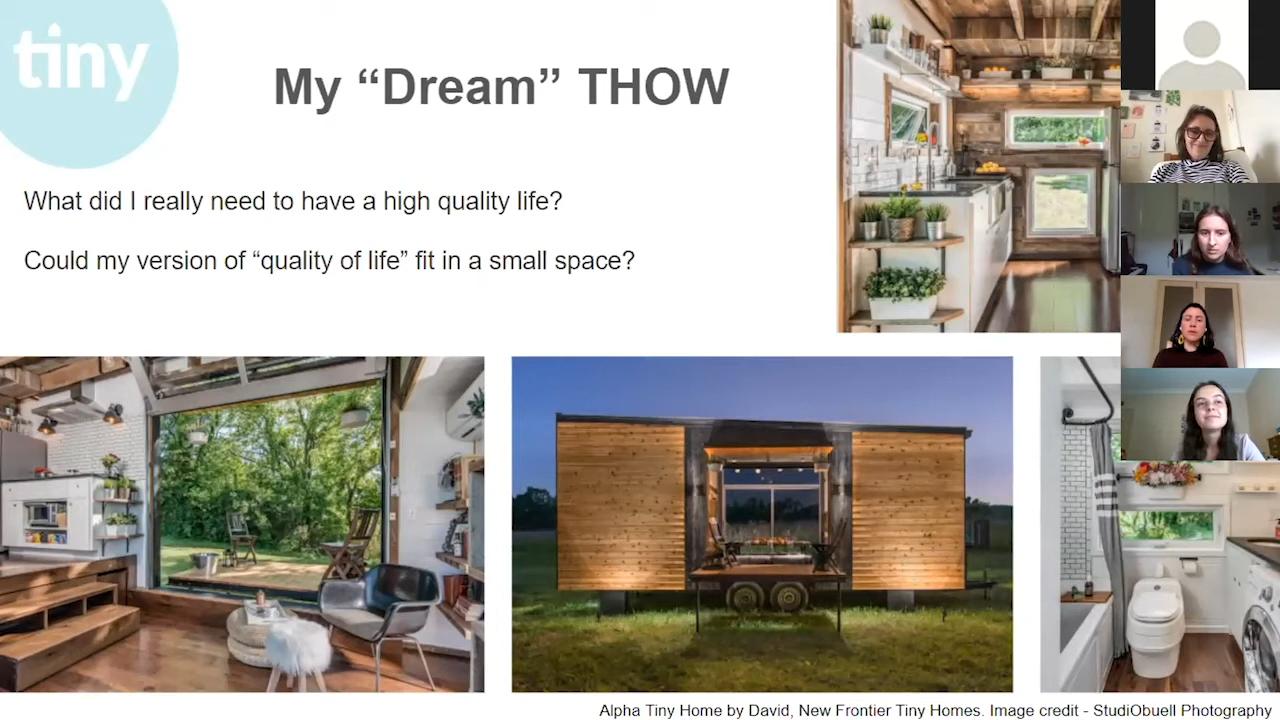 tiny
My “Dream” THOW
What did I really need to have a high quality life?
Could my version of “quality of life” fit in a small space?
Alpha Tiny Home by David, New Frontier Tiny Homes. Image credit - StudiObuell Photography